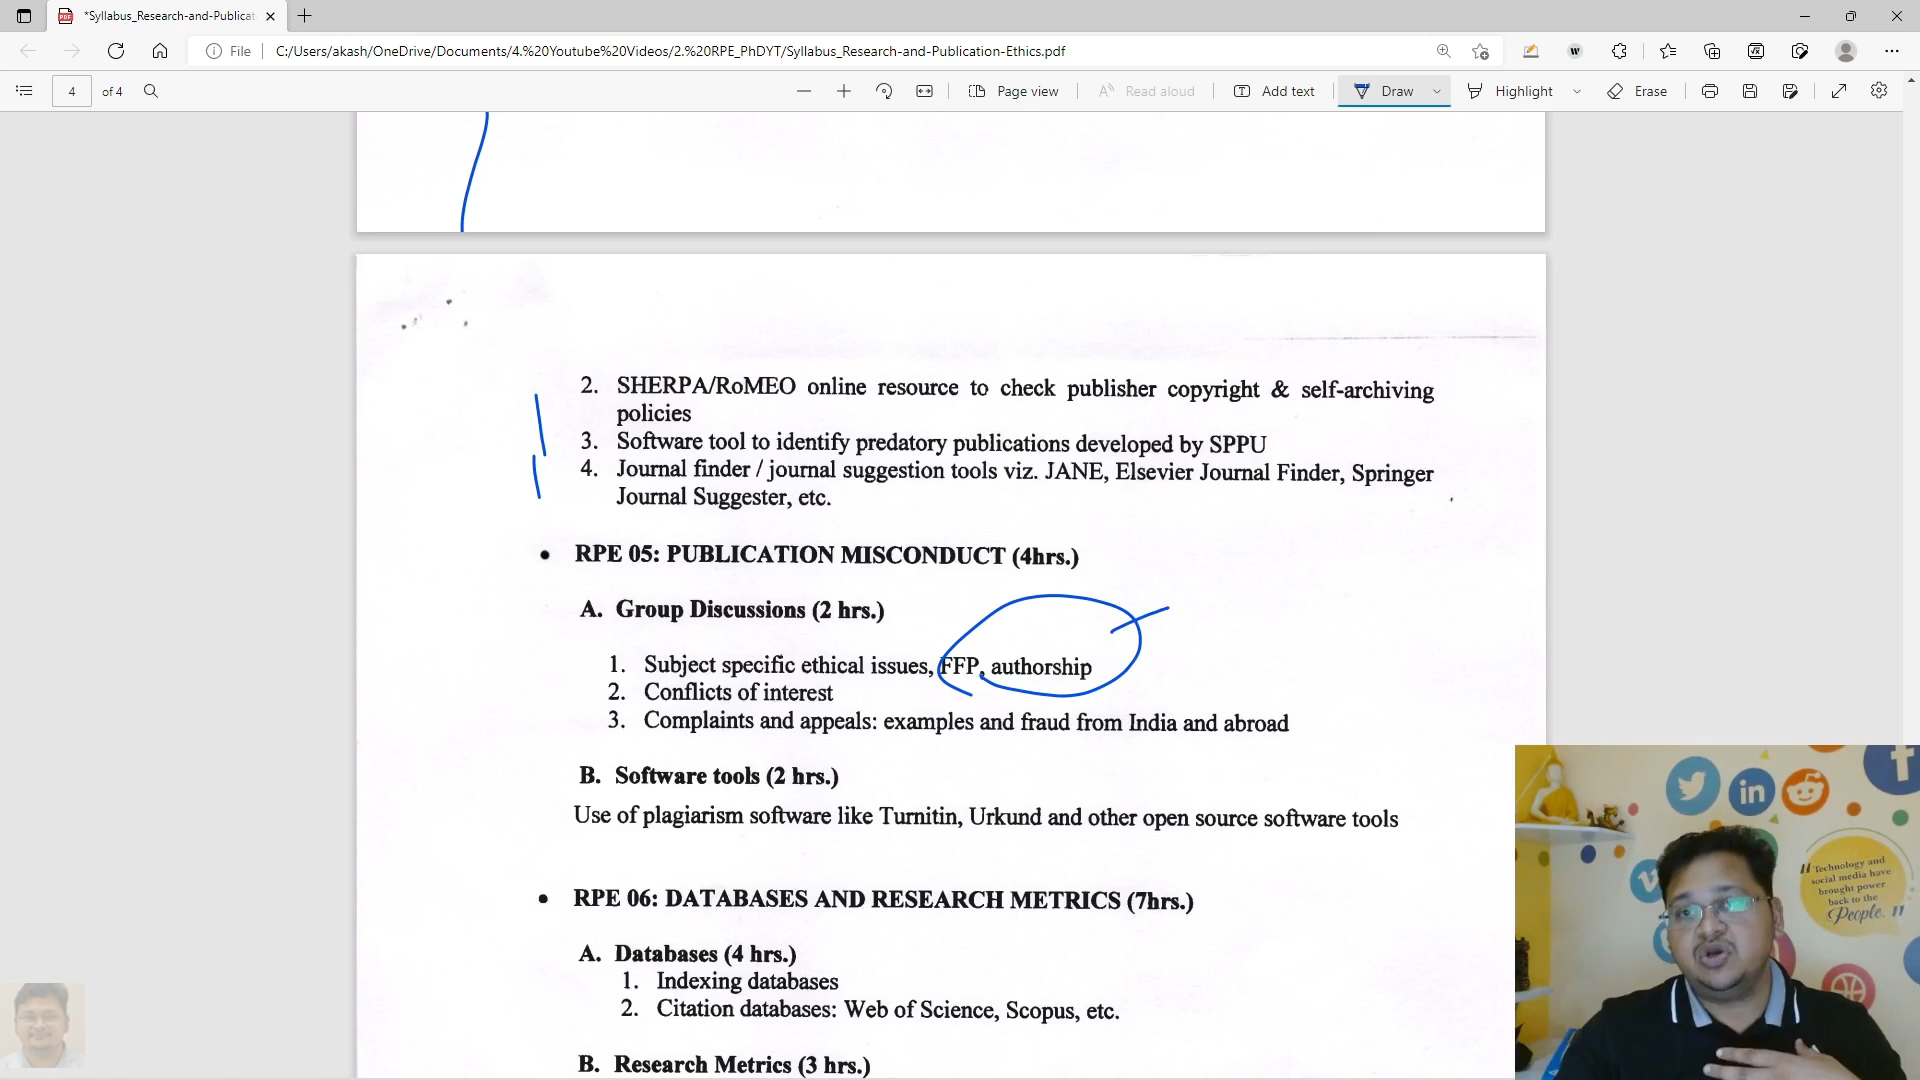 *Syllabus_Research-and-Publicat
File
C:/Users/akash/OneDrive/Documents/4.%20Youtube%20Videos/2.%20RPE_PhDYT/Syllabus_Research-and-Publication-Ethics.pdf
4 of 4
Page view
Read aloud
Add text
Draw
Highlight
Erase
2. SHERPA/RoMEO online resource to check publisher copyright & self-archiving
policies
3. Software tool to identify predatory publications developed by SPPU
4. Journal finder / journal suggestion tools viz. JANE, Elsevier Journal Finder, Springer
Journal Suggester, etc.
• RPE 05: PUBLICATION MISCONDUCT (4hrs.)
A. Group Discussions (2 hrs.)
1. Subject specific ethical issues, FFP, authorship
2. Conflicts of interest
3. Complaints and appeals: examples and fraud from India and abroad
B. Software tools (2 hrs.)
Use of plagiarism software like Turnitin, Urkund and other open source software tools
• RPE 06: DATABASES AND RESEARCH METRICS (7hrs.)
A. Databases (4 hrs.)
1. Indexing databases
2. Citation databases: Web of Science, Scopus, etc.
B. Research Metrics (3 hrs.)
"Technology and
social media have
brought power
back to the
People."